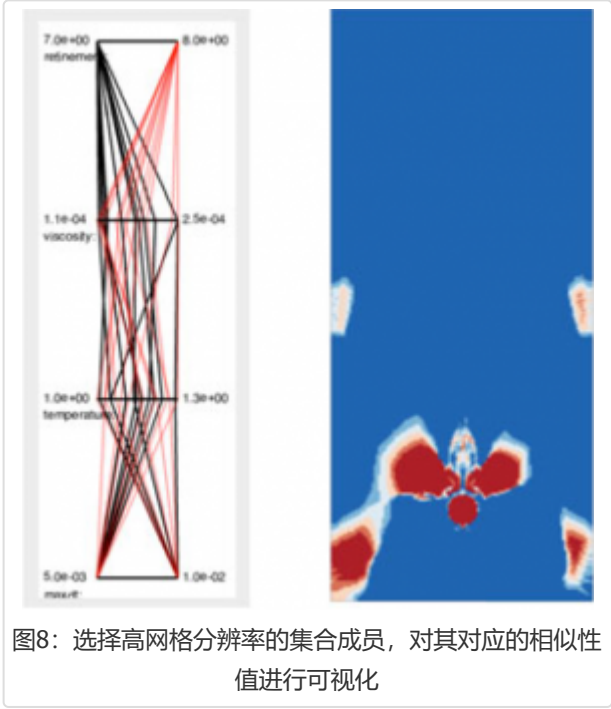 7.0e+00 8.0e+00
refinemen
1.1e-04 2.5e-04
viscosity:
1.0e+00 1.3e+00
temperature
5.0e-03 1.0e-02
图8：选择高网格分辨率的集合成员，对其对应的相似性
值进行可视化